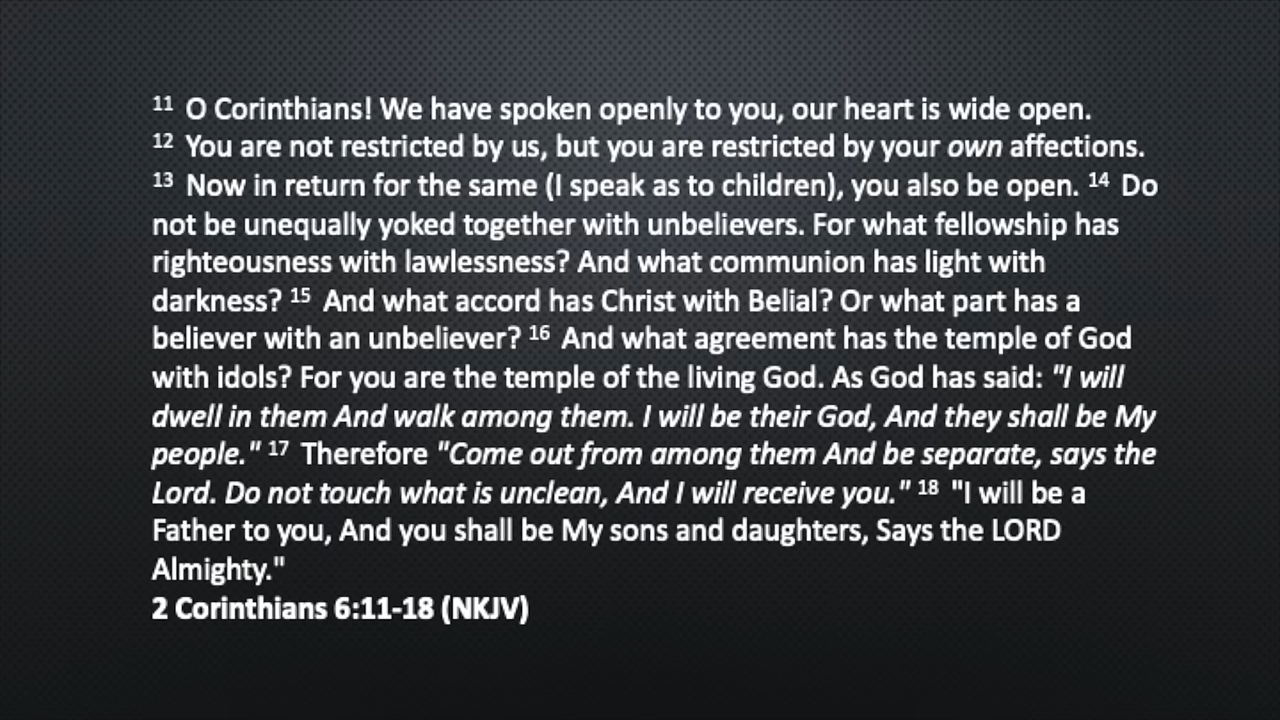 11 O Corinthians! We have spoken openly to you, our heart is wide open.
12 You are not restricted by us, but you are restricted by your own affections.
13 Now in return for the same (I speak as to children), you also be open. 14 Do
not be unequally yoked together with unbelievers. For what fellowship has
righteousness with lawlessness? And what communion has light with
darkness? 15 And what accord has Christ with Belial? Or what part has a
believer with an unbeliever? 16 And what agreement has the temple of God
with idols? For you are the temple of the living God. As God has said: "I will
dwell in them And walk among them. I will be their God, And they shall be My
people." 17 Therefore "Come out from among them And be separate, says the
Lord. Do not touch what is unclean, And I will receive you." 18 "I will be a
Father to you, And you shall be My sons and daughters, Says the LORD
Almighty."
2 Corinthians 6:11-18 (NKJV)